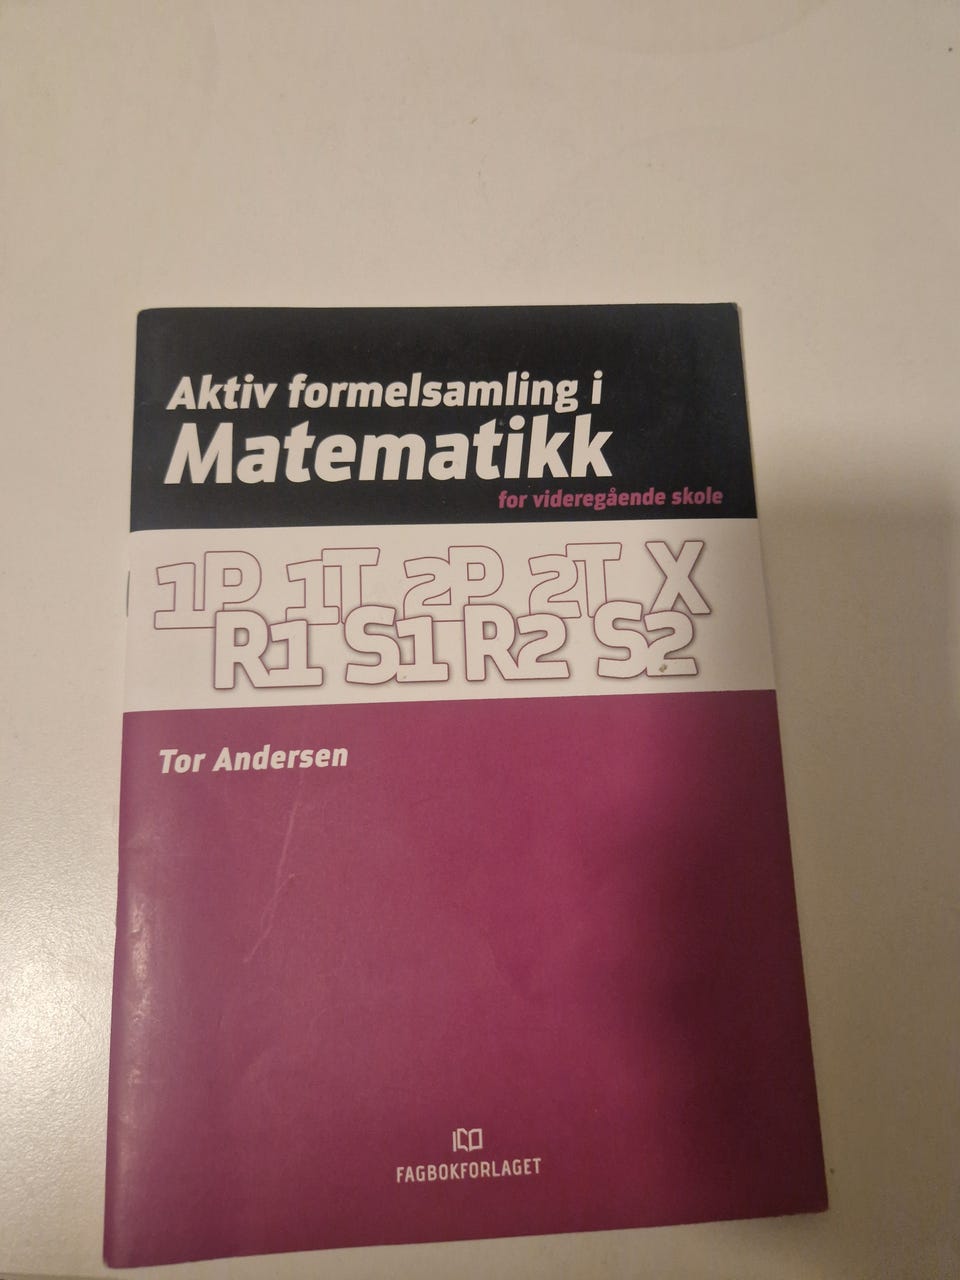 Aktiv formelsamling i
Matematikk
for videregående skole
1P 1T 2P 2T X
R1 S1 R2 S2
Tor Andersen
FAGBOKFORLAGET